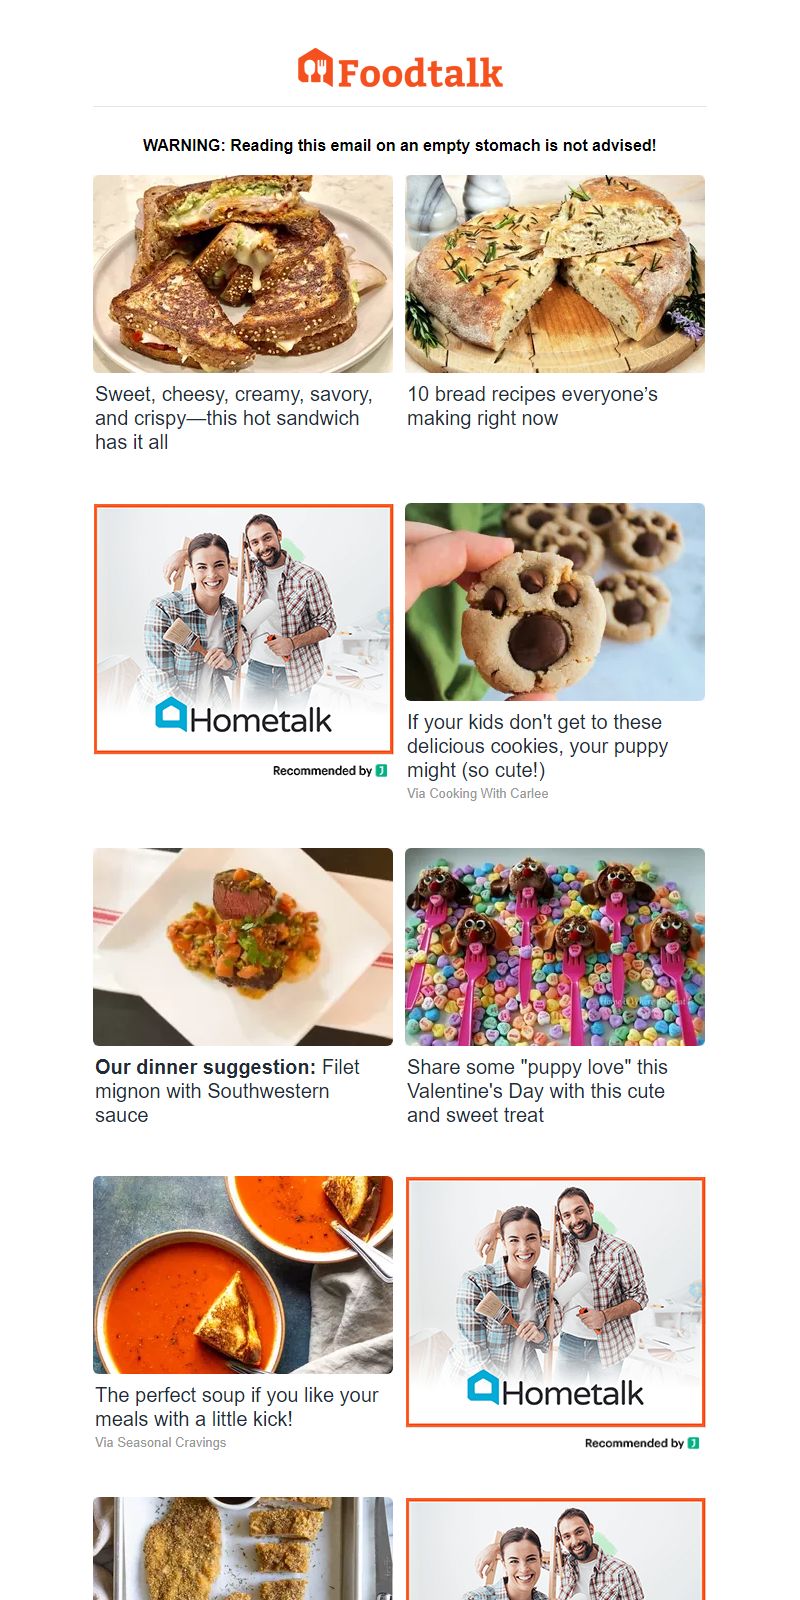 Foodtalk
WARNING: Reading this email on an empty stomach is not advised!
Sweet, cheesy, creamy, savory,
and crispy—this hot sandwich
has it all
10 bread recipes everyone’s
making right now
Hometalk
Recommended by
If your kids don't get to these
delicious cookies, your puppy
might (so cute!)
Via Cooking With Carlee
Our dinner suggestion: Filet
mignon with Southwestern
sauce
Share some "puppy love" this
Valentine's Day with this cute
and sweet treat
The perfect soup if you like your
meals with a little kick!
Via Seasonal Cravings
Hometalk
Recommended by